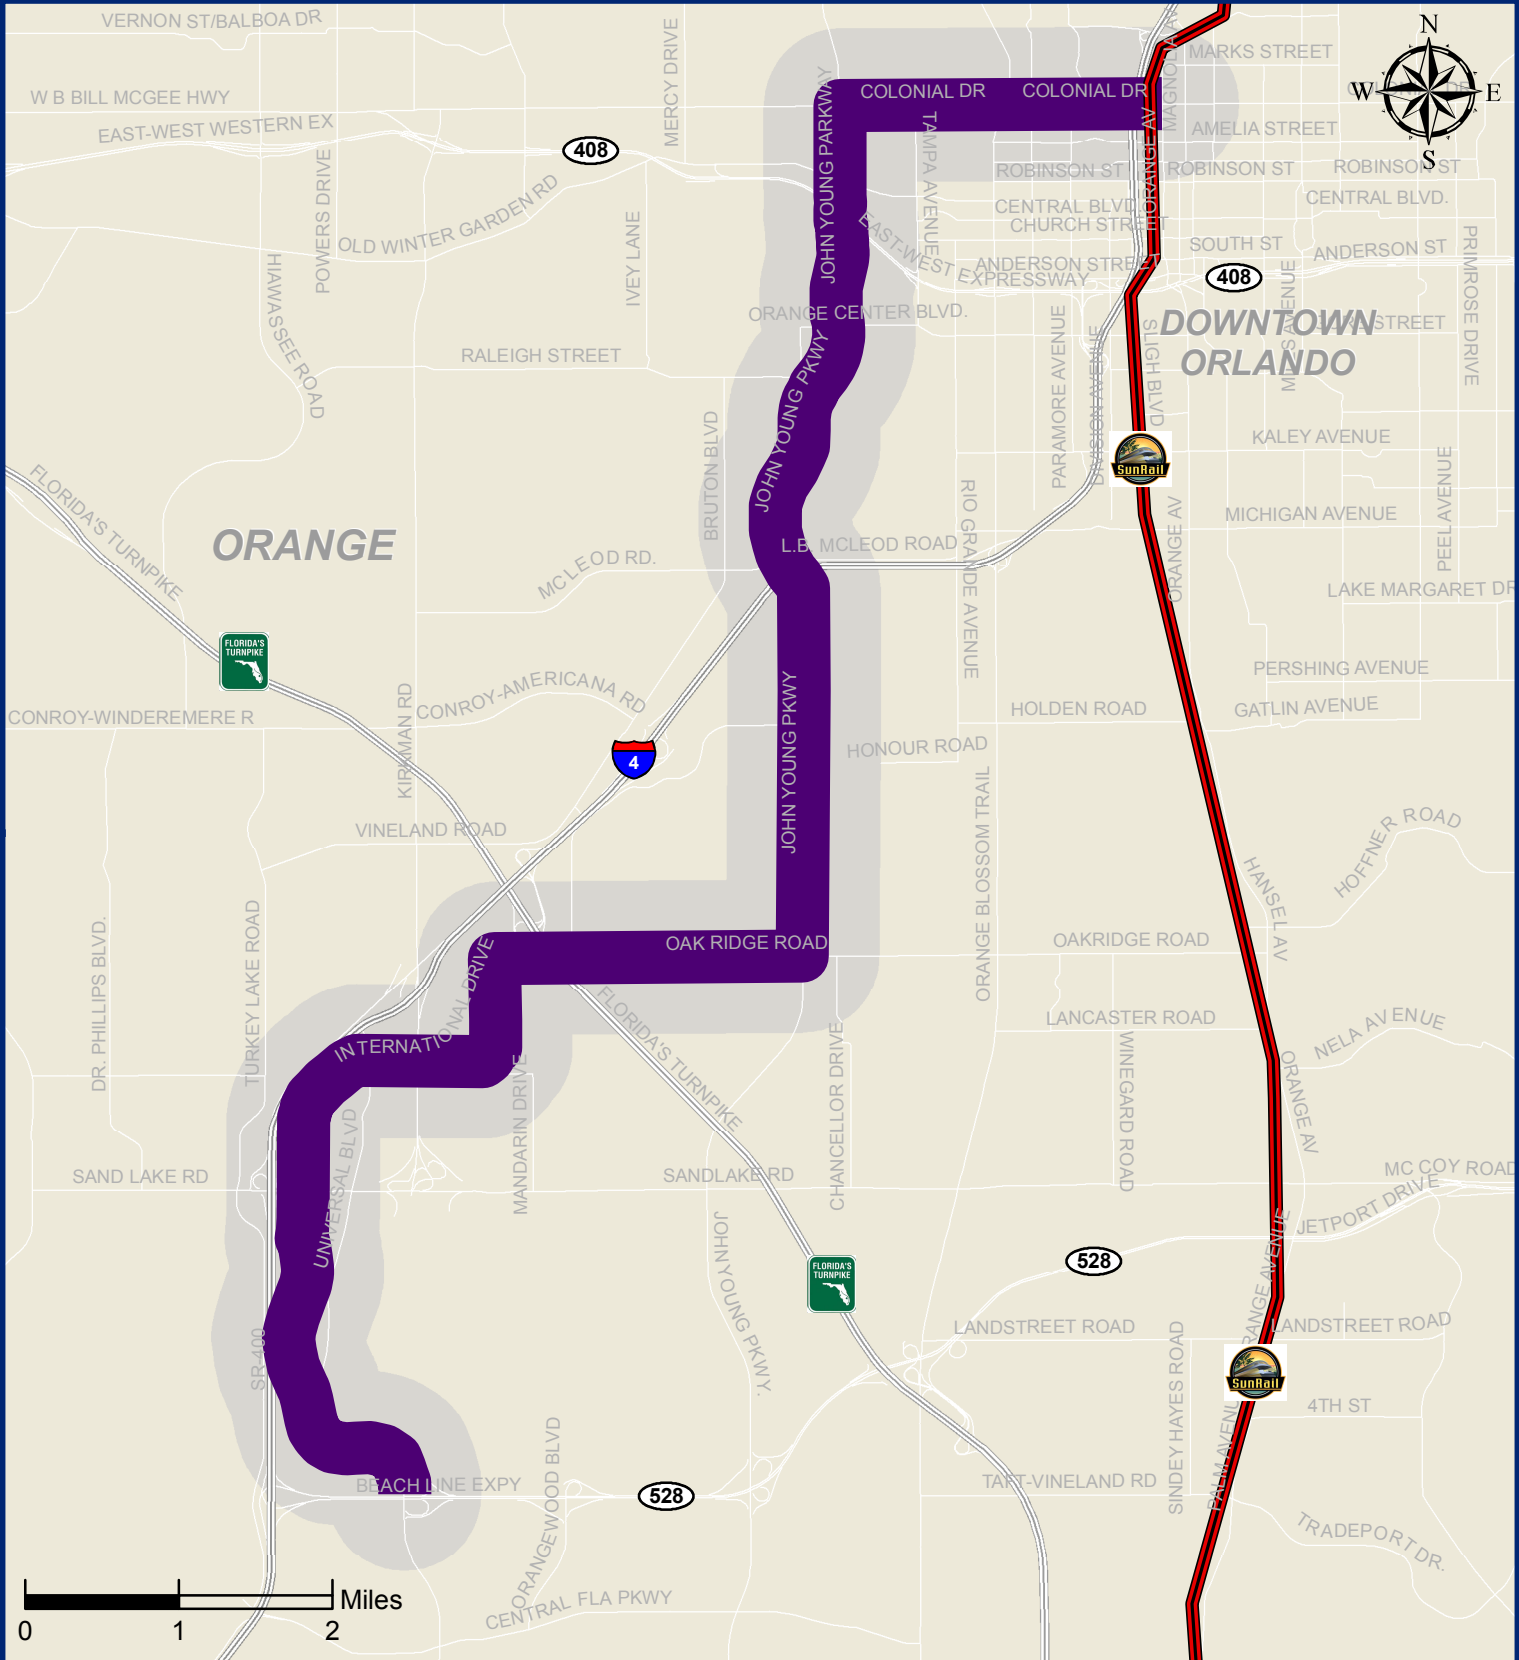 VERNON ST/BALBOA DR
N
MARKS STREET
W
E
S
W B BILL MCGEE HWY
EAST-WEST WESTERN EX
MERCY DRIVE
408
COLONIAL DR
COLONIAL DR
MAGNOLIA AV
AMELIA STREET
JOHN YOUNG PARKWAY
TAMPA AVENUE
ORANGE AV
ROBINSON ST
ROBINSON ST
ROBINSON ST
POWERS DRIVE
OLD WINTER GARDEN RD
IVEY LANE
CENTRAL BLVD
CENTRAL BLVD.
CHURCH STREET
SOUTH ST
ANDERSON ST
EAST-WEST EXPRESSWAY
ANDERSON STREET
408
HIAWASSEE ROAD
ORANGE CENTER BLVD.
DOWNTOWN
ORLANDO
PRIMROSE DRIVE
RALEIGH STREET
JOHN YOUNG PKWY
PARAMORE AVENUE
DIVISION AVENUE
SLIGH BLVD
BRUTON BLVD
KALEY AVENUE
SunRail
FLORIDA'S TURNPIKE
ORANGE
RIO GRANDE AVENUE
ORANGE AV
MICHIGAN AVENUE
PEEL AVENUE
L.B. MCLEOD ROAD
MCLEOD RD.
LAKE MARGARET DR
FLORIDA'S
TURNPIKE
PERSHING AVENUE
CONROY-WINDEREMERE R
KIRKMAN RD
CONROY-AMERICANA RD
JOHN YOUNG PKWY
HOLDEN ROAD
GATLIN AVENUE
4
HONOUR ROAD
VINELAND ROAD
ORANGE BLOSSOM TRAIL
HOFFNER ROAD
HANSEL AV
DR. PHILLIPS BLVD.
TURKEY LAKE ROAD
INTERNATIONAL DRIVE
OAK RIDGE ROAD
OAKRIDGE ROAD
FLORIDA'S TURNPIKE
LANCASTER ROAD
NELA AVENUE
MANDARIN DRIVE
CHANCELLOR DRIVE
WINEGARD ROAD
ORANGE AV
UNIVERSAL BLVD
SAND LAKE RD
SANDLAKE RD
MC COY ROAD
JETPORT DRIVE
JOHN YOUNG PKWY.
FLORIDA'S
TURNPIKE
528
SR-400
LANDSTREET ROAD
LANDSTREET ROAD
SINDEY HAYES ROAD
SunRail
4TH ST
BEACH LINE EXPY
ORANGEWOOD BLVD
528
TAFT-VINELAND RD
TRADEPORT DR.
CENTRAL FLA PKWY
Miles
0 1 2